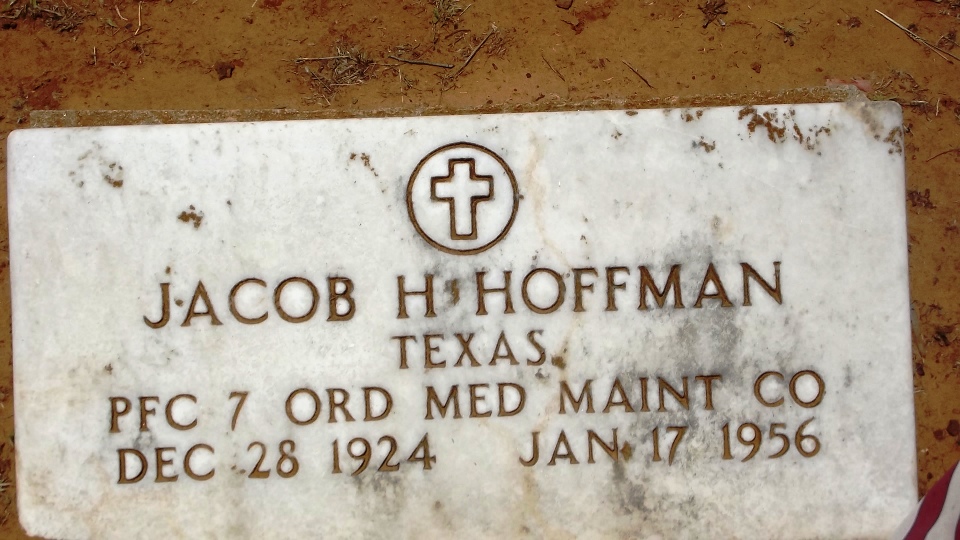 JACOB H HOFFMAN
TEXAS
PFC 7 ORD MED MAINT CO
DEC 28 1924 JAN 17 1956